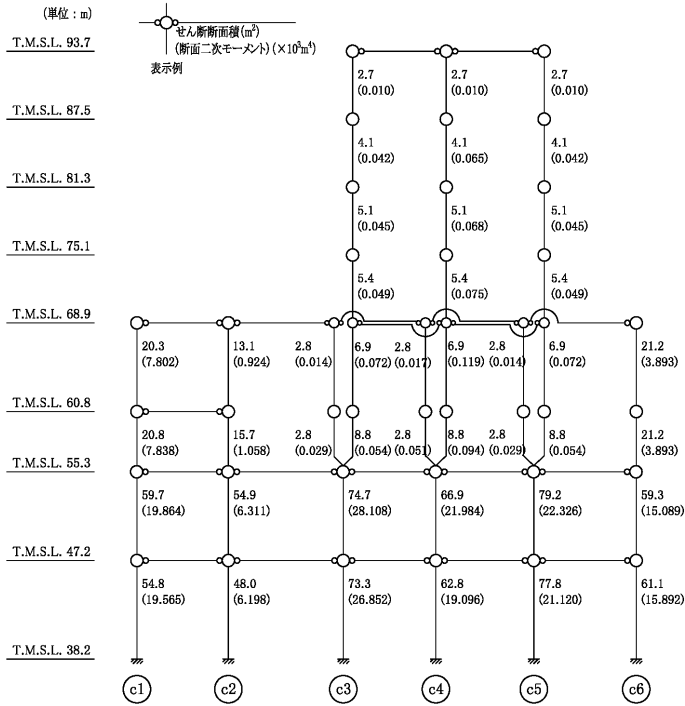 (単位：m)
せん断断面積(m²)
(断面二次モーメント)(×10³m⁴)
表示例
T.M.S.L. 93.7
2.7 2.7 2.7
(0.010) (0.010) (0.010)
T.M.S.L. 87.5
4.1 4.1 4.1
(0.042) (0.065) (0.042)
T.M.S.L. 81.3
5.1 5.1 5.1
(0.045) (0.068) (0.045)
T.M.S.L. 75.1
5.4 5.4 5.4
(0.049) (0.075) (0.049)
T.M.S.L. 68.9
20.3 13.1 2.8 6.9 2.8 6.9 2.8 6.9 21.2
(7.802) (0.924) (0.014) (0.072) (0.017) (0.119) (0.014) (0.072) (3.893)
T.M.S.L. 60.8
20.8 15.7 2.8 8.8 2.8 8.8 2.8 8.8 21.2
(7.838) (1.058) (0.029) (0.054) (0.051) (0.094) (0.029) (0.054) (3.893)
T.M.S.L. 55.3
59.7 54.9 74.7 66.9 79.2 59.3
(19.864) (6.311) (28.108) (21.984) (22.326) (15.089)
T.M.S.L. 47.2
54.8 48.0 73.3 62.8 77.8 61.1
(19.565) (6.198) (26.852) (19.096) (21.120) (15.892)
T.M.S.L. 38.2
c1 c2 c3 c4 c5 c6